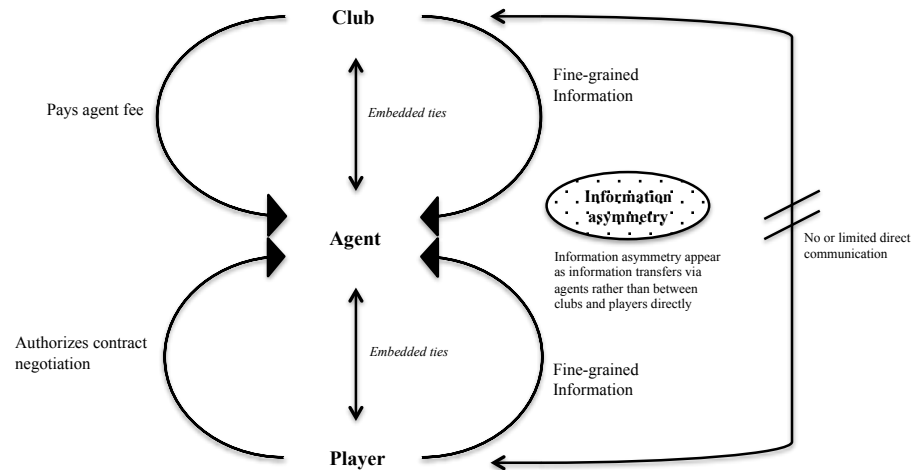 Club
Fine-grained
Information
Pays agent fee
Embedded ties
Information
asymmetry
Agent
No or limited direct
communication
Information asymmetry appear
as information transfers via
agents rather than between
clubs and players directly
Authorizes contract
negotiation
Embedded ties
Fine-grained
Information
Player